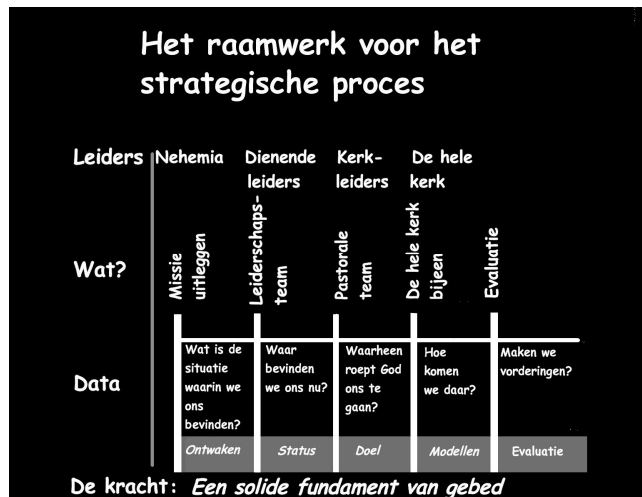 Het raamwerk voor het
strategische proces
Leiders
Nehemia
Dienende
leiders
Kerk-
leiders
De hele
kerk
Wat?
Missie
uitleggen
Leiderschaps-
team
Pastorale
team
De hele kerk
bijeen
Evaluatie
Data
Wat is de
situatie
waarin we
ons
bevinden?
Waar
bevinden
we ons nu?
Waarheen
roept God
ons te
gaan?
Hoe
komen
we daar?
Maken we
vorderingen?
Ontwaken
Status
Doel
Modellen
Evaluatie
De kracht: Een solide fundament van gebed